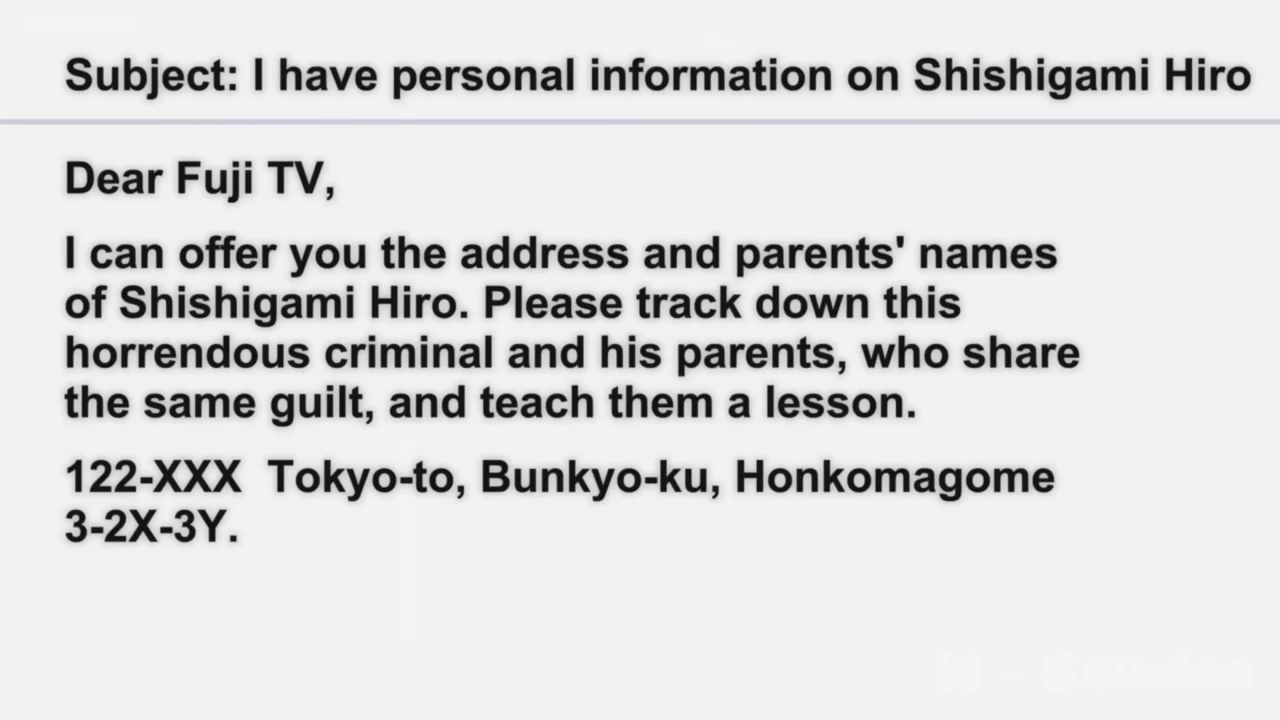 Subject: I have personal information on Shishigami Hiro
Dear Fuji TV,
I can offer you the address and parents' names
of Shishigami Hiro. Please track down this
horrendous criminal and his parents, who share
the same guilt, and teach them a lesson.
122-XXX Tokyo-to, Bunkyo-ku, Honkomagome
3-2X-3Y.